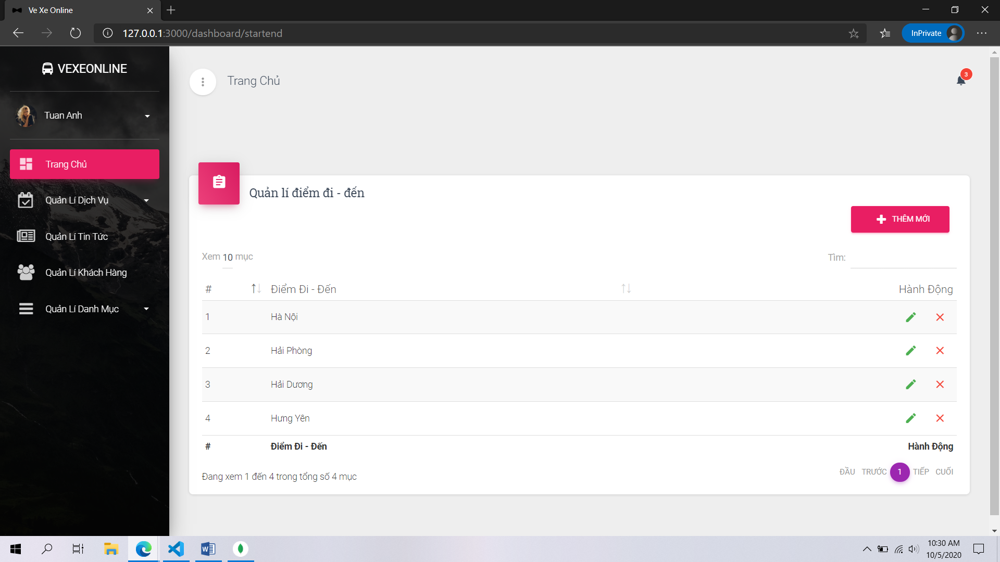 Ve Xe Online
127.0.0.1:3000/dashboard/startend
InPrivate
VEXEONLINE
Trang Chủ
3
Tuan Anh
Trang Chủ
Quản Lí Dịch Vụ
Quản Lí Tin Tức
Quản Lí Khách Hàng
Quản Lí Danh Mục
Quản lí điểm đi - đến
THÊM MỚI
Xem 10 mục
Tìm:
# Điểm Đi - Đến Hành Động
1 Hà Nội
2 Hải Phòng
3 Hải Dương
4 Hưng Yên
# Điểm Đi - Đến Hành Động
Đang xem 1 đến 4 trong tổng số 4 mục
ĐẦU TRƯỚC 1 TIẾP CUỐI
10:30 AM
10/5/2020